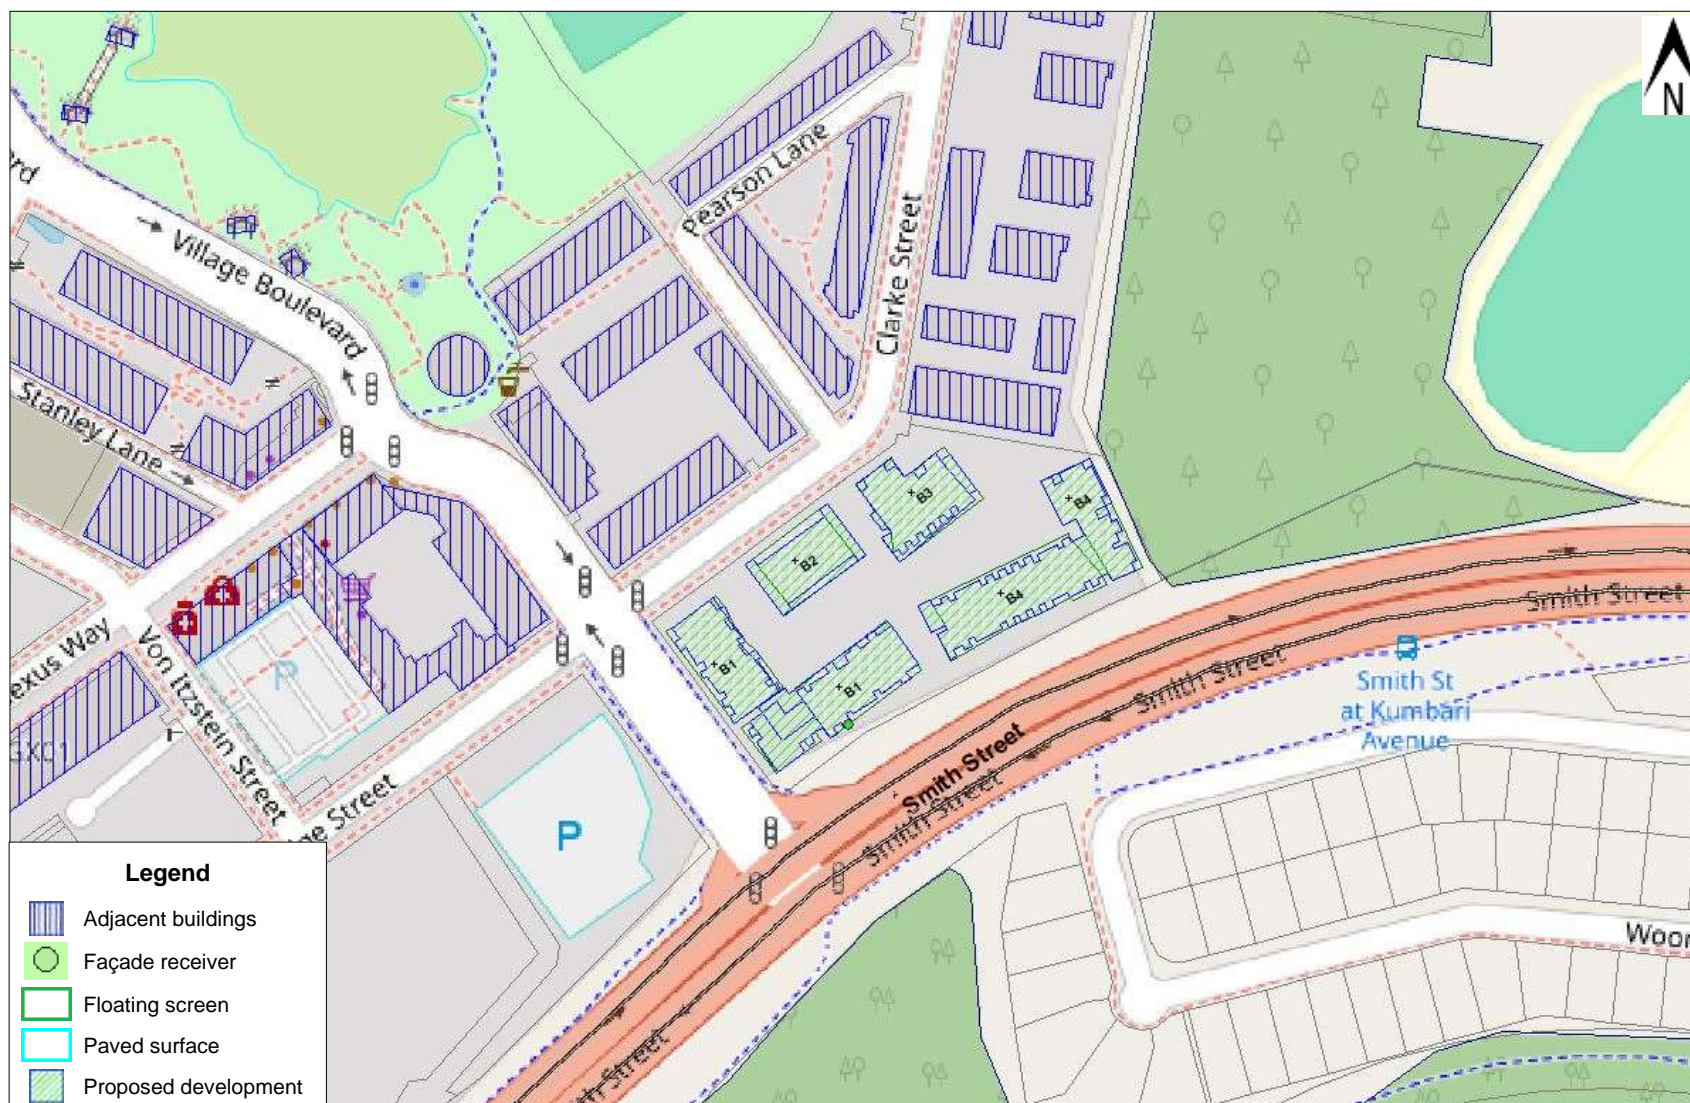 N
Pearson Lane
Village Boulevard
Clarke Street
Stanley Lane
B3
B4
B2
B4
B1
B1
Smith Street
Smith Street
Smith St
at Kumbari
Avenue
Smith Street
Smith Street
Smith Street
P
Von Itzstein Street
P
Legend
Adjacent buildings
Façade receiver
Floating screen
Paved surface
Proposed development